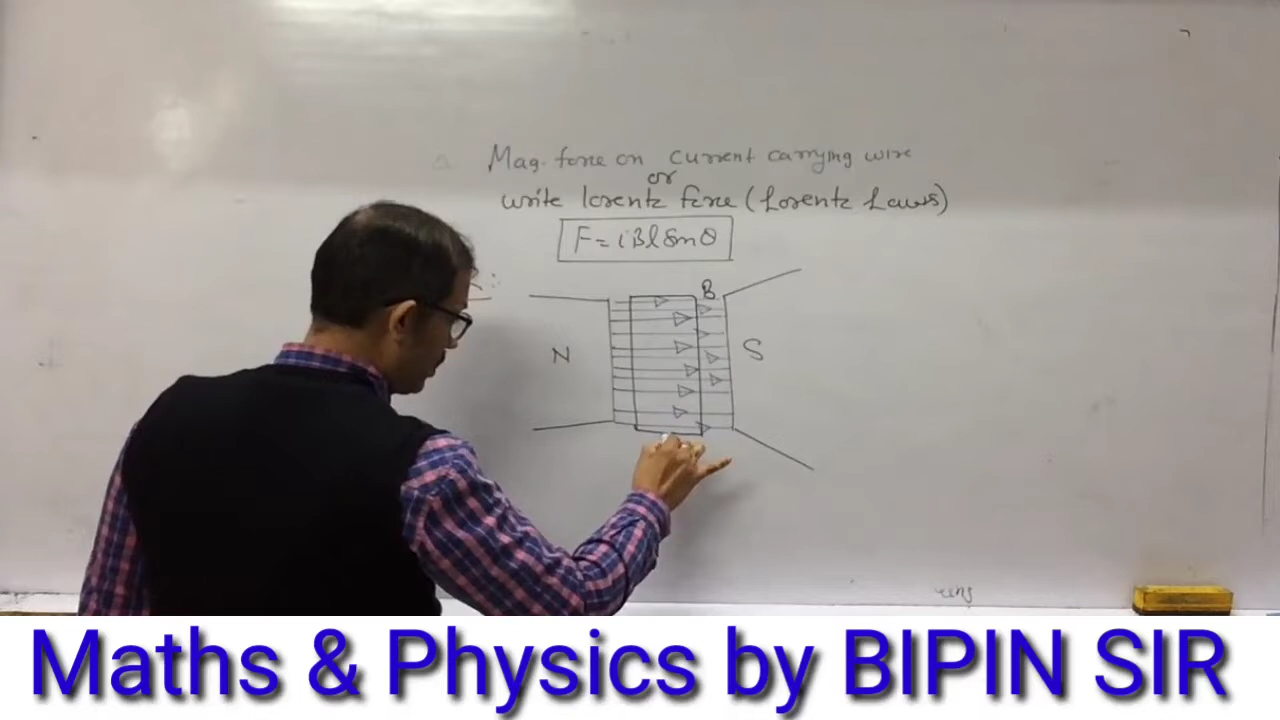 Mag. force on current carrying wire
or
write lorentz force (Lorentz Laws)
F = iBl Sinθ
B
N
S
Maths & Physics by BIPIN SIR